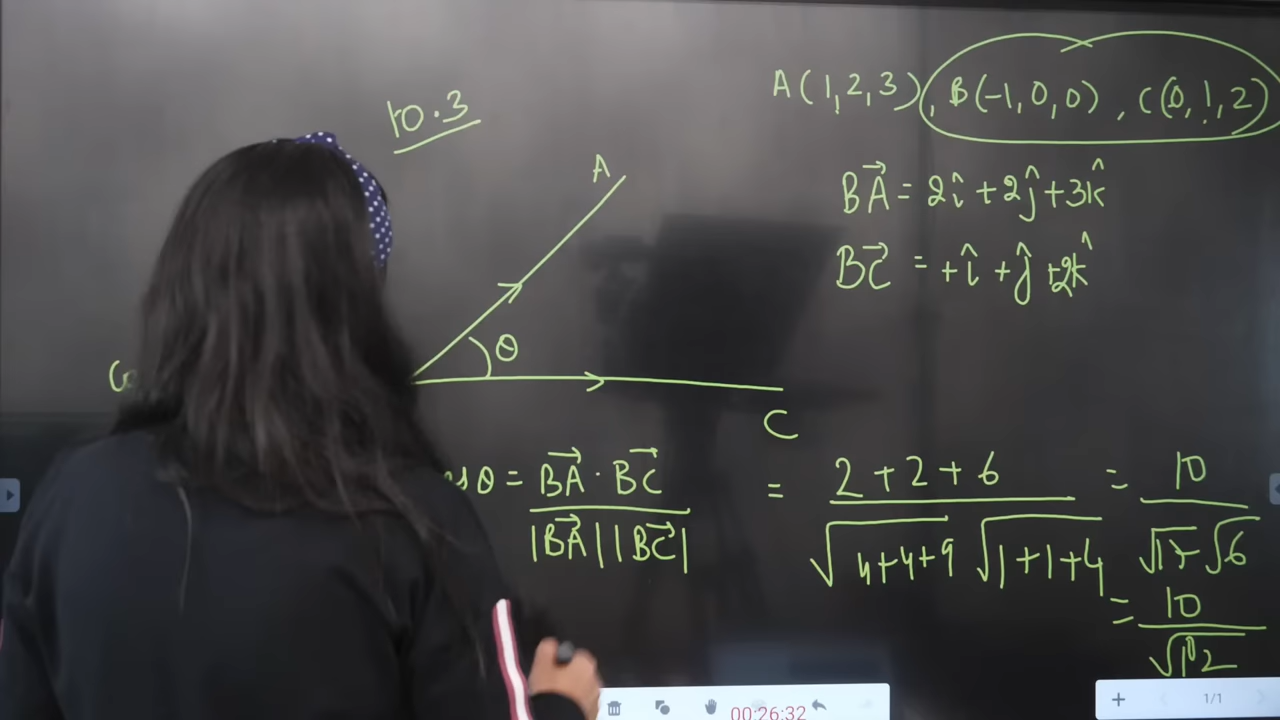 10.3
A(1,2,3), B(-1,0,0), C(0,1,2)
A
BA⃗ = 2î + 2ĵ + 3k̂
BC⃗ = +î + ĵ +2k̂
θ
C
θ = BA⃗ · BC⃗ / |BA⃗| |BC⃗| = 2 + 2 + 6 / √4+4+9 √1+1+4 = 10 / √17 √6
= 10 / √102
00:26:32
1/1